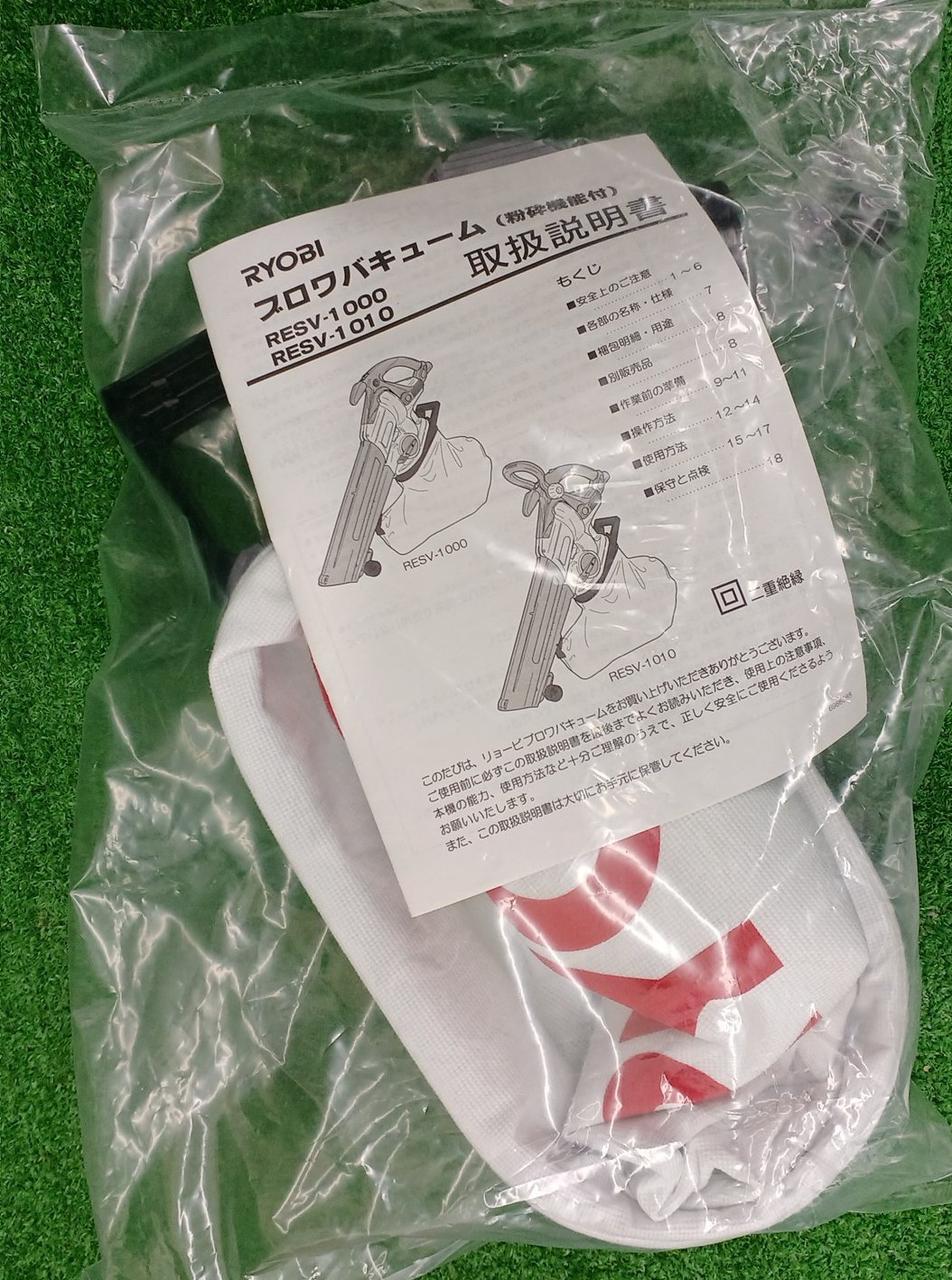 RYOBI
ブロワバキューム（粉砕機能付）
RESV-1000
RESV-1010
取扱説明書
もくじ
■安全上のご注意 1～6
■各部の名称・仕様 7
■梱包明細・用途 8
■別販売品 8
■作業前の準備 9～11
■操作方法 12～14
■使用方法 15～17
■保守と点検 18
RESV-1000
RESV-1010
二重絶縁
このたびは、リョービブロワバキュームをお買い上げいただきありがとうございます。
ご使用前に必ずこの取扱説明書を最後までよくお読みいただき、使用上の注意事項、
本機の能力、使用方法など十分ご理解のうえで、正しく安全にご使用くださるよう
お願いいたします。
また、この取扱説明書は大切にお手元に保管してください。